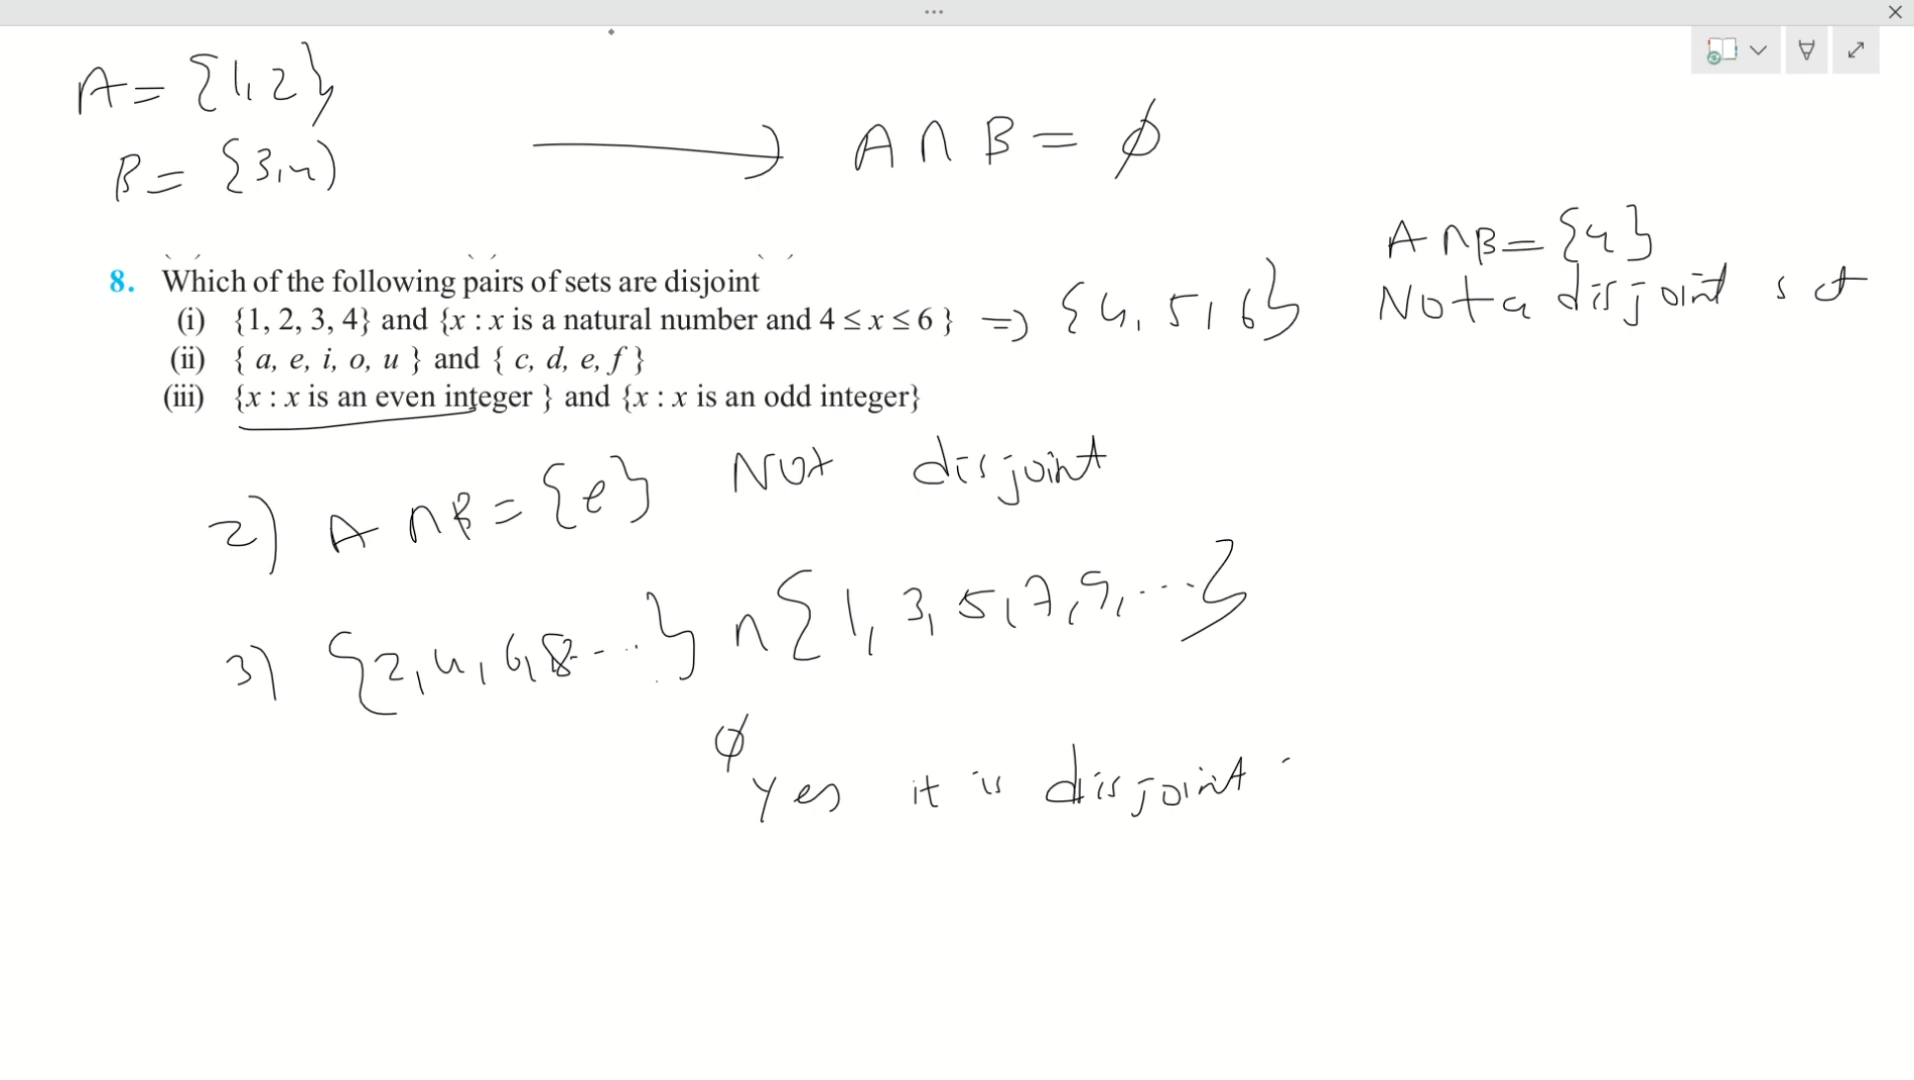 A = {1, 2}
B = {3, 4)
A ∩ B = ϕ
A ∩ B = {4}
8. Which of the following pairs of sets are disjoint
(i) {1, 2, 3, 4} and {x : x is a natural number and 4 ≤ x ≤ 6 } => {4, 5, 6} Not a disjoint set
(ii) { a, e, i, o, u } and { c, d, e, f }
(iii) {x : x is an even integer } and {x : x is an odd integer}
2) A ∩ B = {e} Not disjoint
3) {2, 4, 6, 8 - ...} ∩ {1, 3, 5, 7, 9, ...}
ϕ
Yes it is disjoint